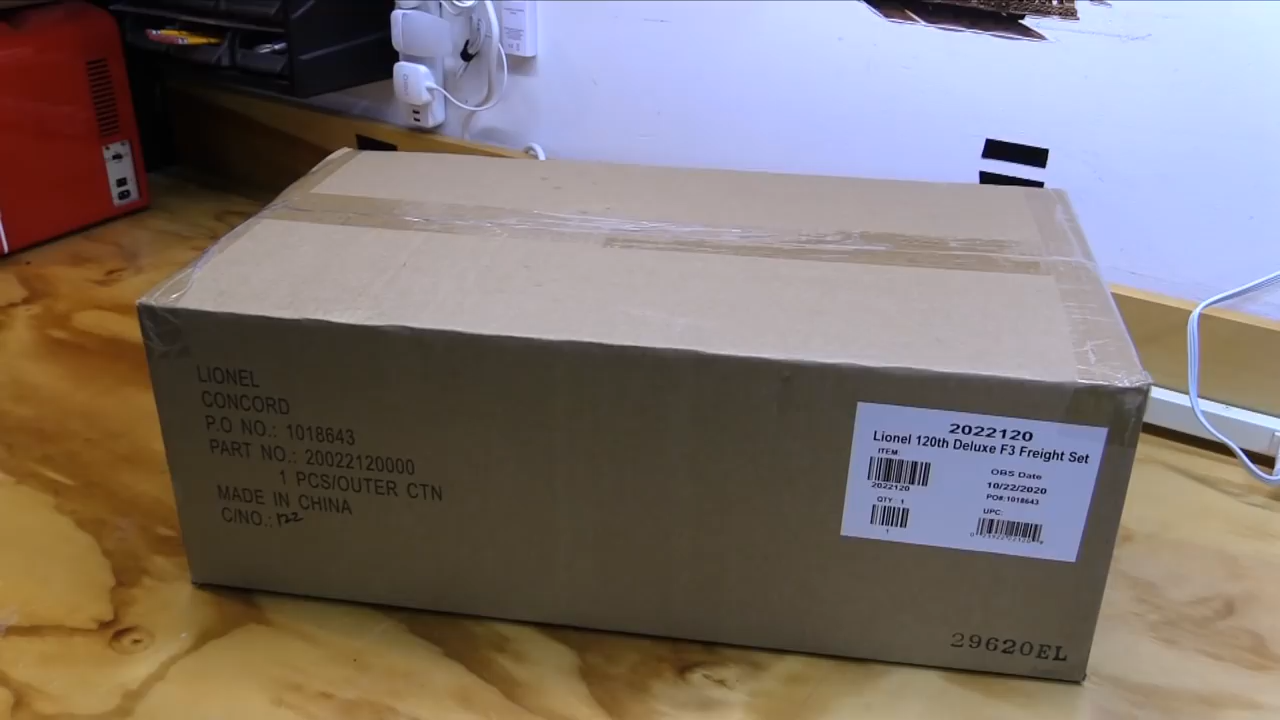 LIONEL
CONCORD
P.O NO.: 1018643
PART NO.: 20022120000
1 PCS/OUTER CTN
MADE IN CHINA
C/NO.: 122
2022120
Lionel 120th Deluxe F3 Freight Set
ITEM:
2022120
QTY : 1
1
OBS Date
10/22/2020
PO#:1018643
UPC:
29620EL